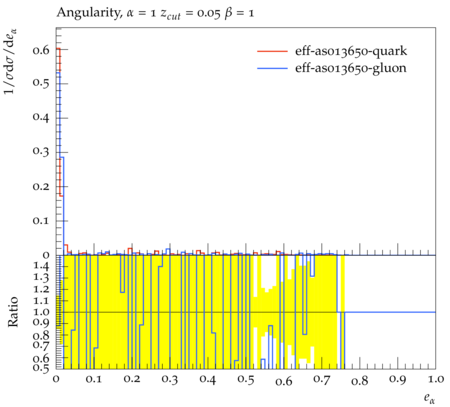 Angularity, α = 1 z_cut = 0.05 β = 1
1/σdσ/de_α
0.6
0.5
0.4
0.3
0.2
0.1
0
eff-as013650-quark
eff-as013650-gluon
Ratio
1.4
1.3
1.2
1.1
1.0
0.9
0.8
0.7
0.6
0.5
0 0.1 0.2 0.3 0.4 0.5 0.6 0.7 0.8 0.9 1.0
e_α